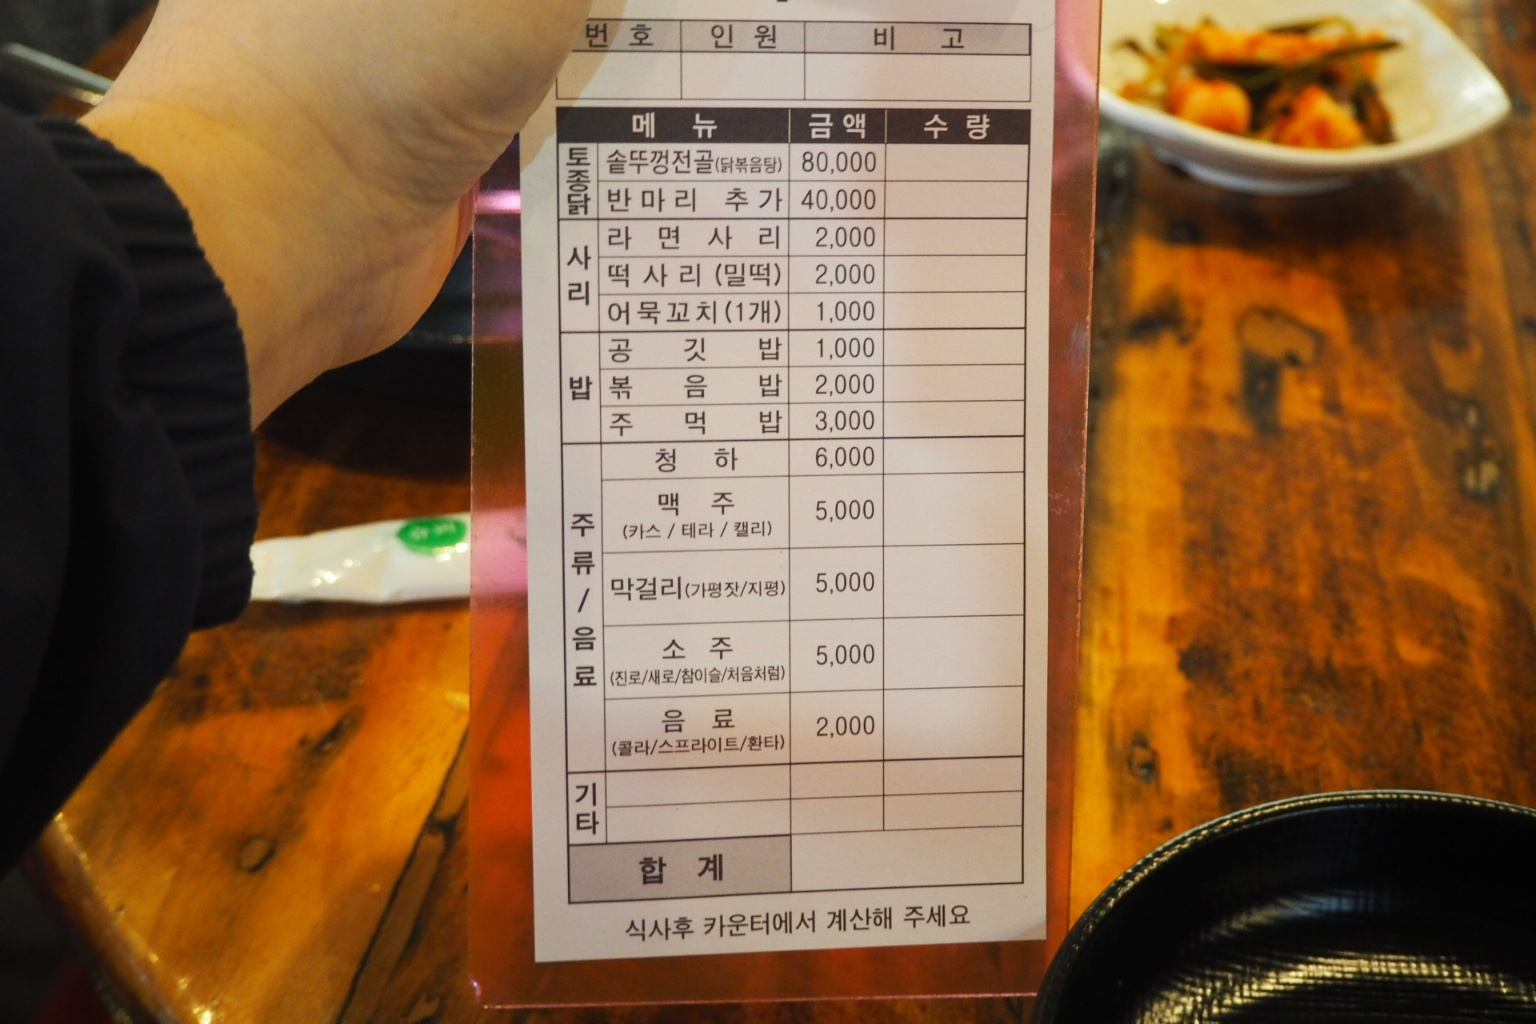 번호 인원 비고
메뉴 금액 수량
토종닭
솥뚜껑전골(닭볶음탕) 80,000
반마리 추가 40,000
사리
라면사리 2,000
떡사리(밀떡) 2,000
어묵꼬치(1개) 1,000
밥
공깃밥 1,000
볶음밥 2,000
주먹밥 3,000
주류/음료
청하 6,000
맥주 5,000
(카스 / 테라 / 캘리)
막걸리(가평잣/지평) 5,000
소주 5,000
(진로/새로/참이슬/처음처럼)
음료 2,000
(콜라/스프라이트/환타)
기타
합계
식사후 카운터에서 계산해 주세요